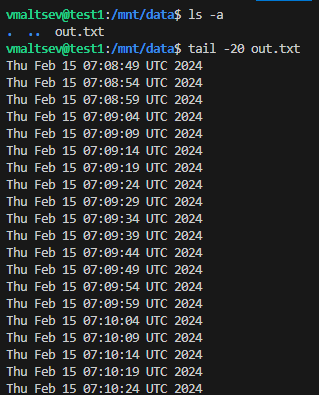 vmaltsev@test1:/mnt/data$ ls -a
.  ..  out.txt
vmaltsev@test1:/mnt/data$ tail -20 out.txt
Thu Feb 15 07:08:49 UTC 2024
Thu Feb 15 07:08:54 UTC 2024
Thu Feb 15 07:08:59 UTC 2024
Thu Feb 15 07:09:04 UTC 2024
Thu Feb 15 07:09:09 UTC 2024
Thu Feb 15 07:09:14 UTC 2024
Thu Feb 15 07:09:19 UTC 2024
Thu Feb 15 07:09:24 UTC 2024
Thu Feb 15 07:09:29 UTC 2024
Thu Feb 15 07:09:34 UTC 2024
Thu Feb 15 07:09:39 UTC 2024
Thu Feb 15 07:09:44 UTC 2024
Thu Feb 15 07:09:49 UTC 2024
Thu Feb 15 07:09:54 UTC 2024
Thu Feb 15 07:09:59 UTC 2024
Thu Feb 15 07:10:04 UTC 2024
Thu Feb 15 07:10:09 UTC 2024
Thu Feb 15 07:10:14 UTC 2024
Thu Feb 15 07:10:19 UTC 2024
Thu Feb 15 07:10:24 UTC 2024